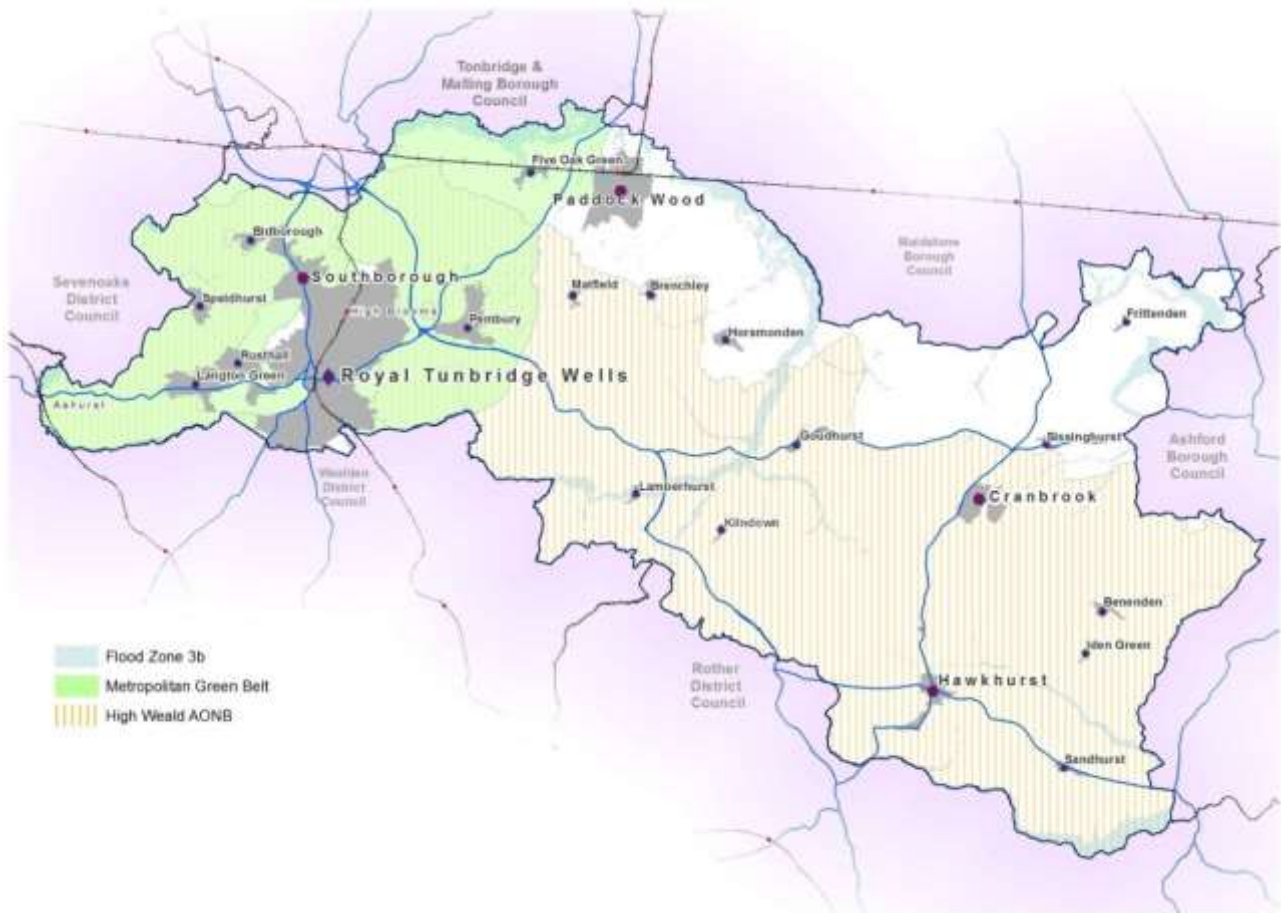 Tonbridge &
Malling Borough
Council
Five Oak Green
Paddock Wood
Bidborough
Maidstone
Borough
Council
Sevenoaks
District
Council
Southborough
Matfield
Brenchley
Speldhurst
High Brooms
Pembury
Frittenden
Horsmonden
Rusthall
Langton Green
Royal Tunbridge Wells
Ashurst
Goudhurst
Sissinghurst
Ashford
Borough
Council
Wealden
District
Council
Lamberhurst
Cranbrook
Kilndown
Benenden
Iden Green
Flood Zone 3b
Rother
District
Council
Hawkhurst
Metropolitan Green Belt
High Weald AONB
Sandhurst